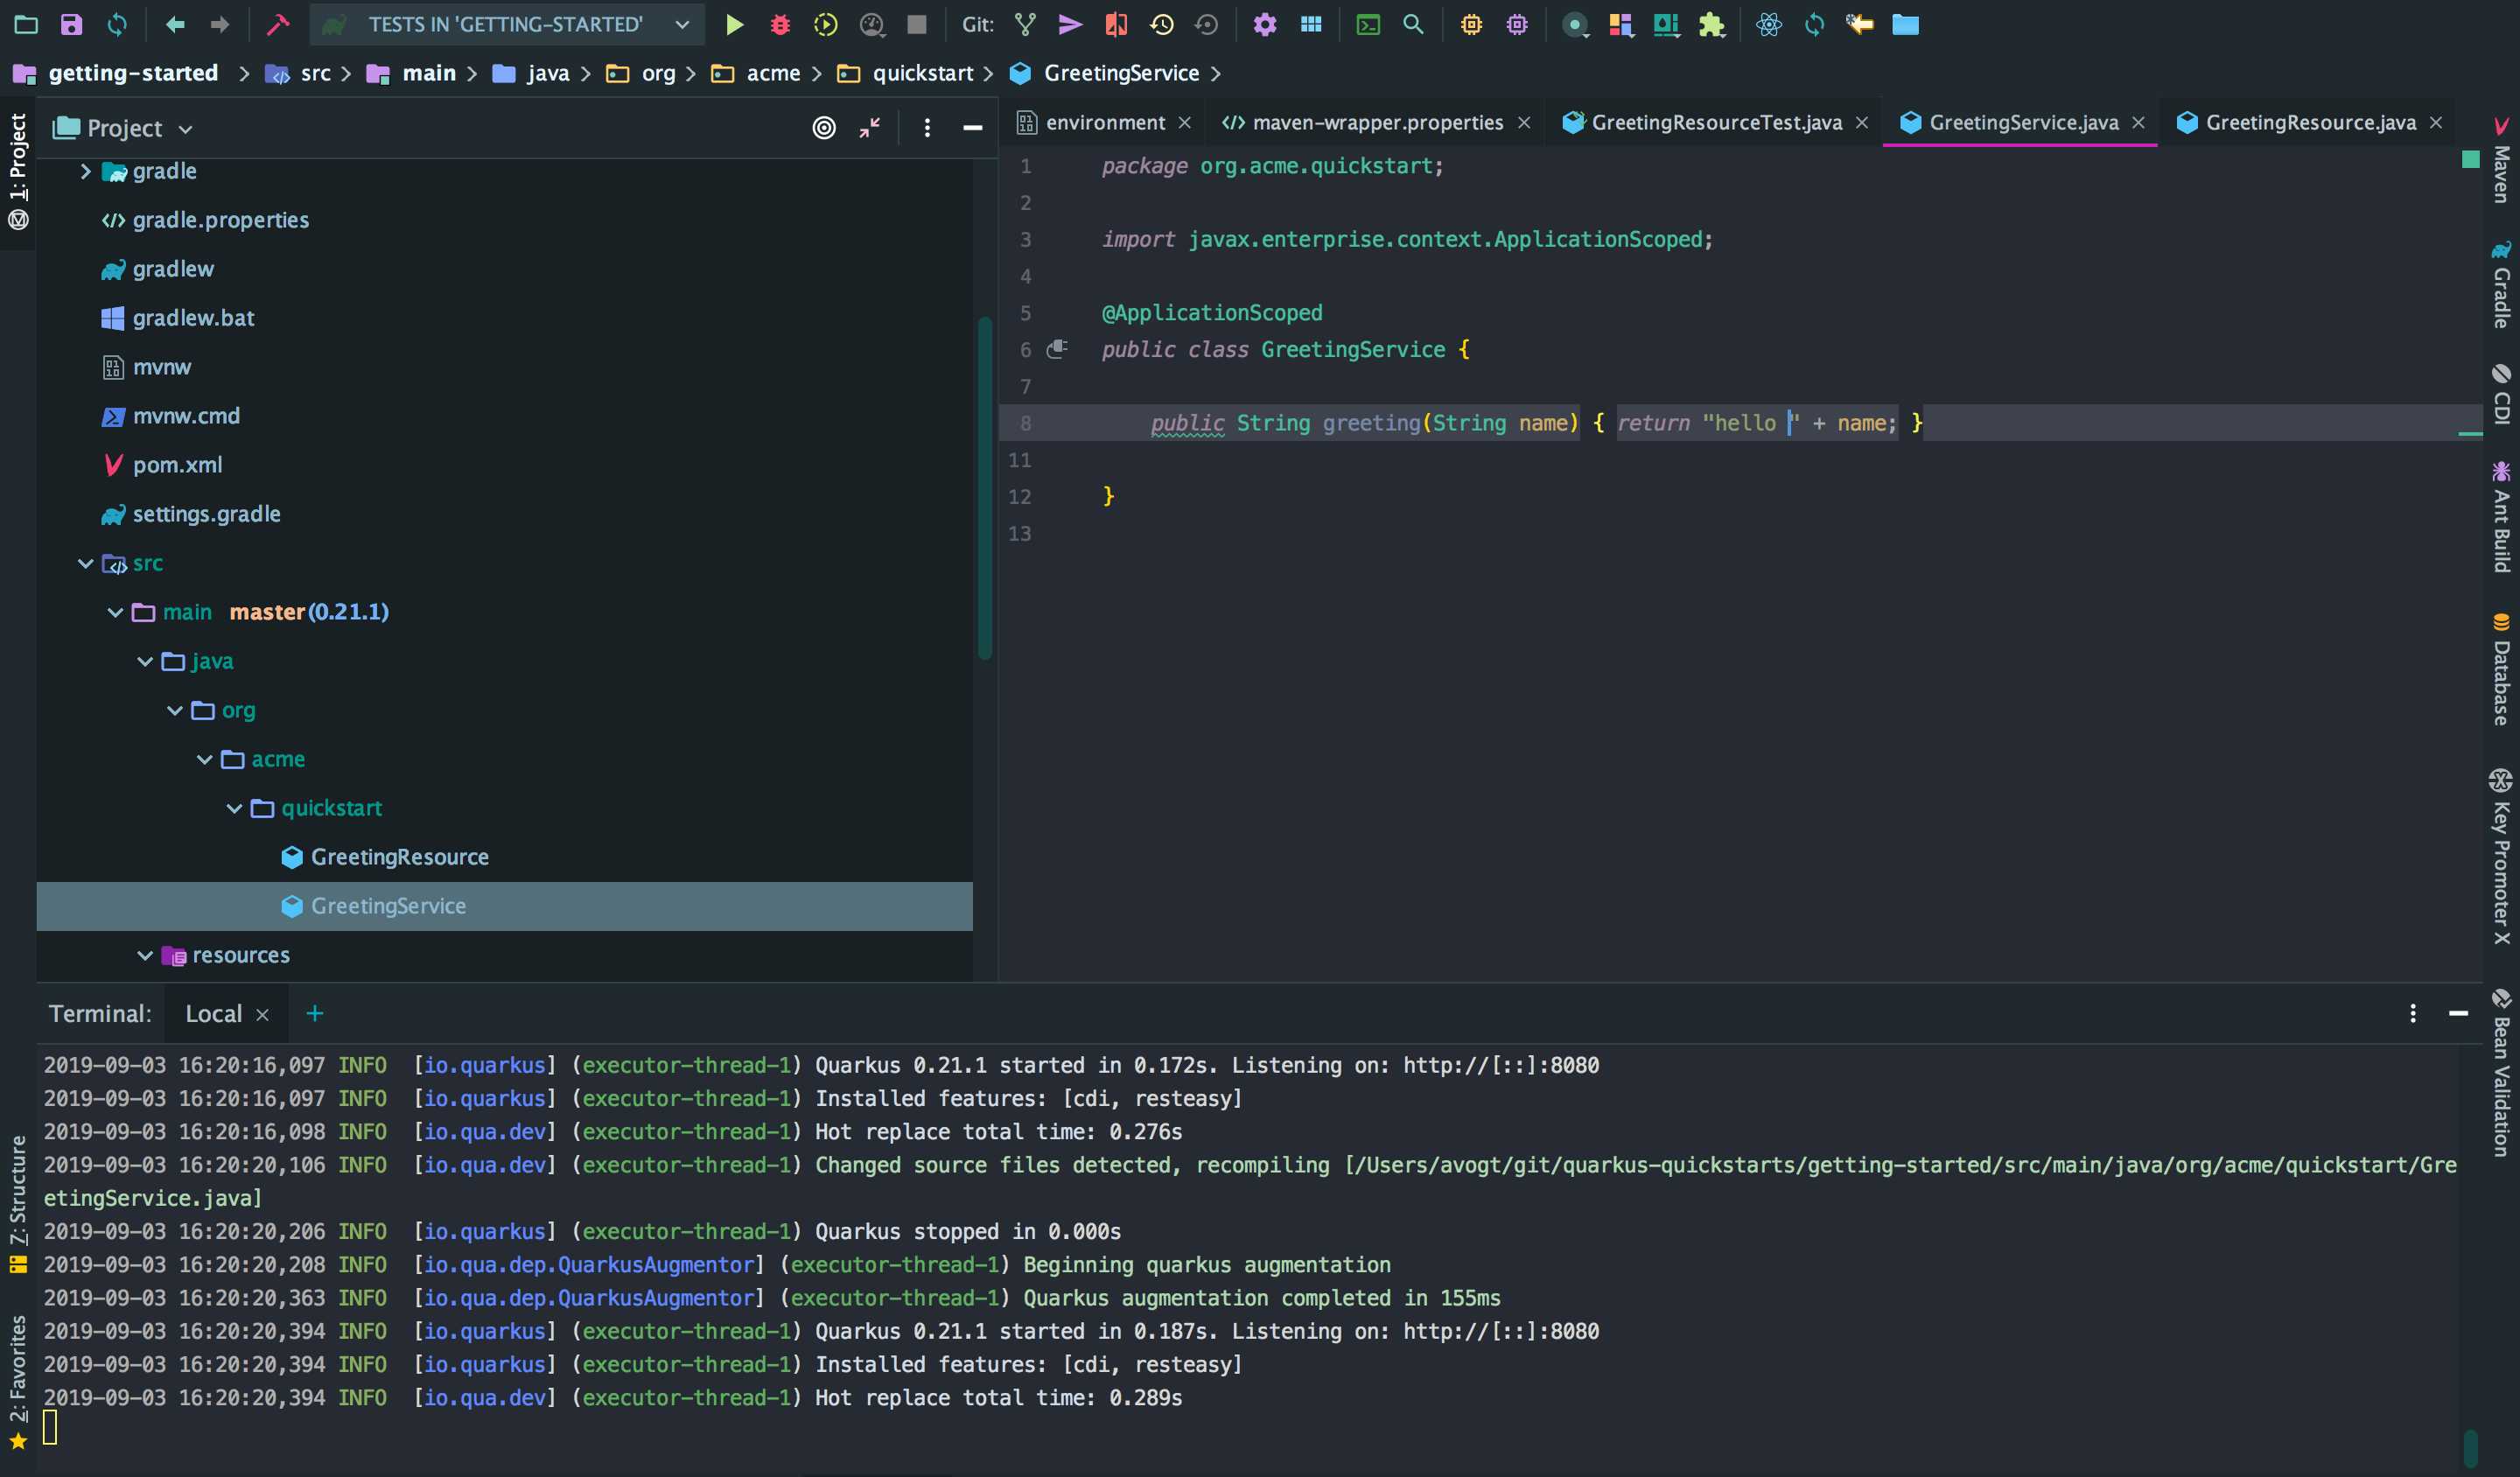 TESTS IN 'GETTING-STARTED'
Git:
getting-started > src > main > java > org > acme > quickstart > GreetingService >
1: Project
Project
gradle
gradle.properties
gradlew
gradlew.bat
mvnw
mvnw.cmd
pom.xml
settings.gradle
src
main master (0.21.1)
java
org
acme
quickstart
GreetingResource
GreetingService
resources
environment
maven-wrapper.properties
GreetingResourceTest.java
GreetingService.java
GreetingResource.java
1 package org.acme.quickstart;
2
3 import javax.enterprise.context.ApplicationScoped;
4
5 @ApplicationScoped
6 public class GreetingService {
7
8 public String greeting(String name) { return "hello " + name; }
11
12 }
13
Maven
Gradle
CDI
Ant Build
Database
Key Promoter X
Bean Validation
7: Structure
2: Favorites
Terminal: Local +
2019-09-03 16:20:16,097 INFO [io.quarkus] (executor-thread-1) Quarkus 0.21.1 started in 0.172s. Listening on: http://[::]:8080
2019-09-03 16:20:16,097 INFO [io.quarkus] (executor-thread-1) Installed features: [cdi, resteasy]
2019-09-03 16:20:16,098 INFO [io.qua.dev] (executor-thread-1) Hot replace total time: 0.276s
2019-09-03 16:20:20,106 INFO [io.qua.dev] (executor-thread-1) Changed source files detected, recompiling [/Users/avogt/git/quarkus-quickstarts/getting-started/src/main/java/org/acme/quickstart/Gre
etingService.java]
2019-09-03 16:20:20,206 INFO [io.quarkus] (executor-thread-1) Quarkus stopped in 0.000s
2019-09-03 16:20:20,208 INFO [io.qua.dep.QuarkusAugmentor] (executor-thread-1) Beginning quarkus augmentation
2019-09-03 16:20:20,363 INFO [io.qua.dep.QuarkusAugmentor] (executor-thread-1) Quarkus augmentation completed in 155ms
2019-09-03 16:20:20,394 INFO [io.quarkus] (executor-thread-1) Quarkus 0.21.1 started in 0.187s. Listening on: http://[::]:8080
2019-09-03 16:20:20,394 INFO [io.quarkus] (executor-thread-1) Installed features: [cdi, resteasy]
2019-09-03 16:20:20,394 INFO [io.qua.dev] (executor-thread-1) Hot replace total time: 0.289s